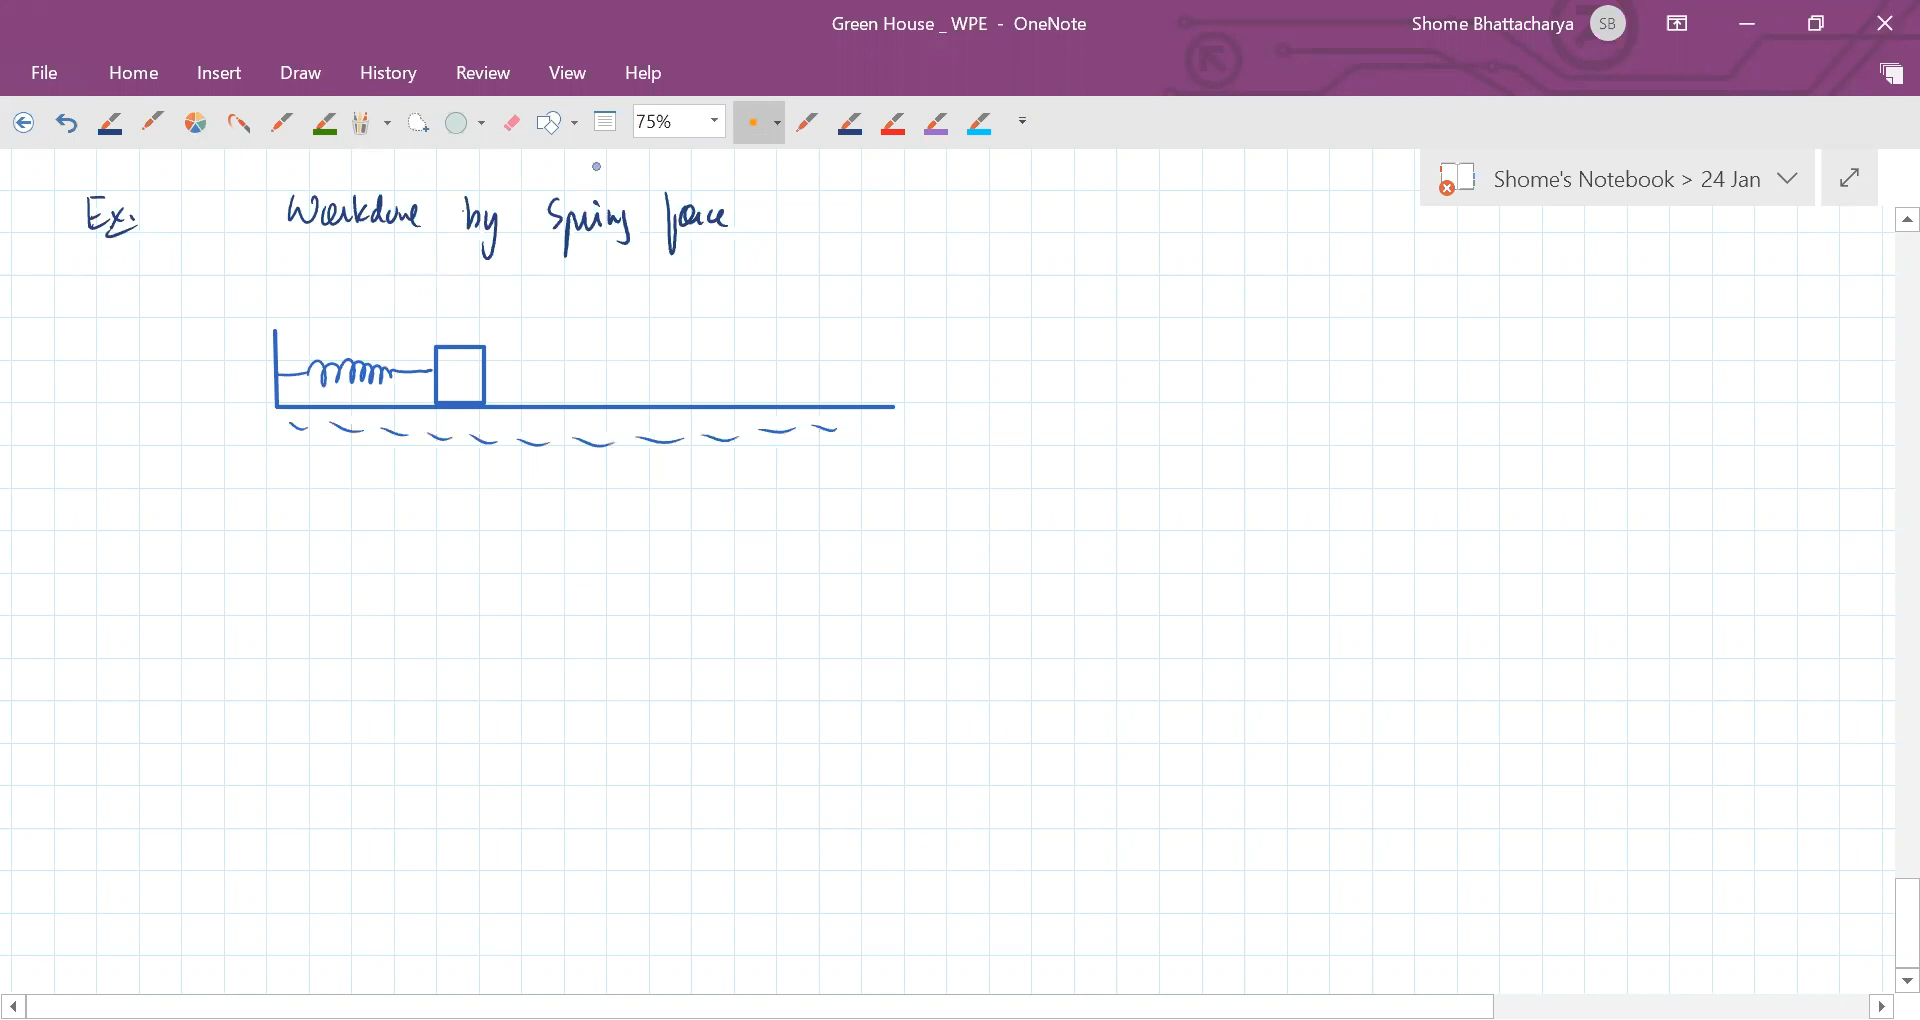 Green House _ WPE - OneNote
Shome Bhattacharya SB
File Home Insert Draw History Review View Help
75%
Shome's Notebook > 24 Jan
Ex. Workdone by Spring force